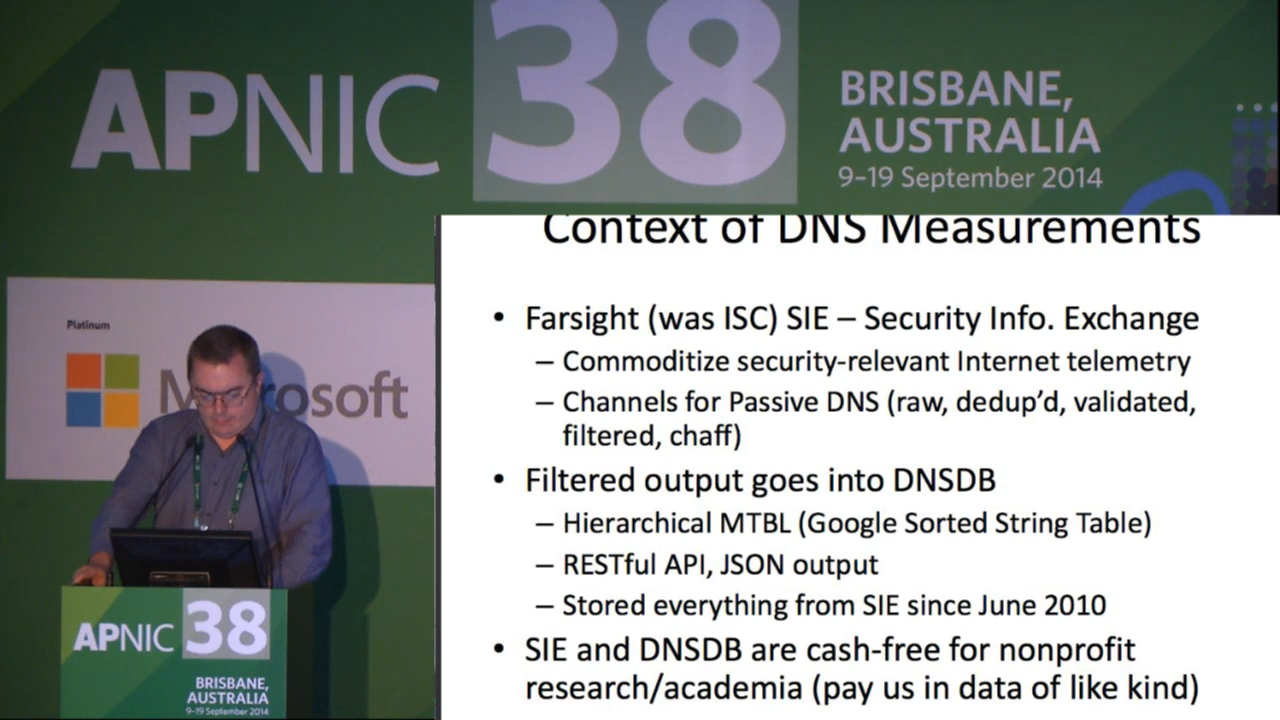 APNIC 38
BRISBANE,
AUSTRALIA
9–19 September 2014
Context of DNS Measurements
• Farsight (was ISC) SIE – Security Info. Exchange
– Commoditize security-relevant Internet telemetry
– Channels for Passive DNS (raw, dedup’d, validated,
filtered, chaff)
• Filtered output goes into DNSDB
– Hierarchical MTBL (Google Sorted String Table)
– RESTful API, JSON output
– Stored everything from SIE since June 2010
• SIE and DNSDB are cash-free for nonprofit
research/academia (pay us in data of like kind)
Platinum
Microsoft
APNIC 38
BRISBANE,
AUSTRALIA
9–19 September 2014